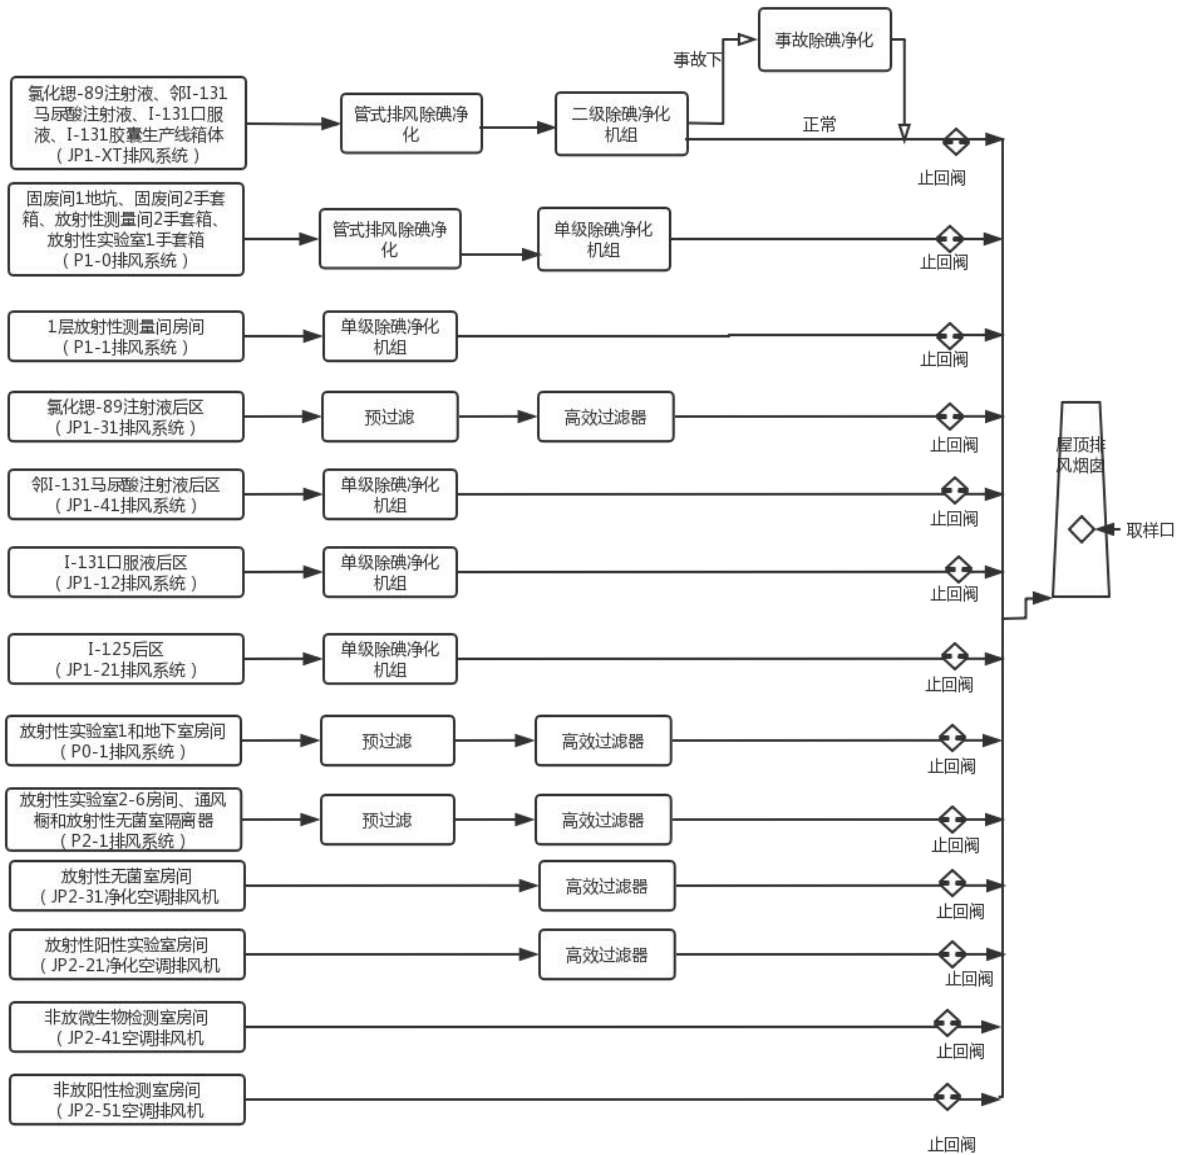 事故除碘净化
事故下
氯化锶-89注射液、邻I-131
马尿酸注射液、I-131口服
液、I-131胶囊生产线箱体
（JP1-XT排风系统）
管式排风除碘净
化
二级除碘净化
机组
正常
止回阀
固废间1地坑、固废间2手套
箱、放射性测量间2手套箱、
放射性实验室1手套箱
（P1-0排风系统）
管式排风除碘净
化
单级除碘净化
机组
止回阀
1层放射性测量间房间
（P1-1排风系统）
单级除碘净化
机组
止回阀
氯化锶-89注射液后区
（JP1-31排风系统）
预过滤
高效过滤器
止回阀
屋顶排
风烟囱
取样口
邻I-131马尿酸注射液后区
（JP1-41排风系统）
单级除碘净化
机组
止回阀
I-131口服液后区
（JP1-12排风系统）
单级除碘净化
机组
止回阀
I-125后区
（JP1-21排风系统）
单级除碘净化
机组
止回阀
放射性实验室1和地下室房间
（P0-1排风系统）
预过滤
高效过滤器
止回阀
放射性实验室2-6房间、通风
橱和放射性无菌室隔离器
（P2-1排风系统）
预过滤
高效过滤器
止回阀
放射性无菌室房间
（JP2-31净化空调排风机
高效过滤器
止回阀
放射性阳性实验室房间
（JP2-21净化空调排风机
高效过滤器
止回阀
非放微生物检测室房间
（JP2-41空调排风机
止回阀
非放阳性检测室房间
（JP2-51空调排风机
止回阀